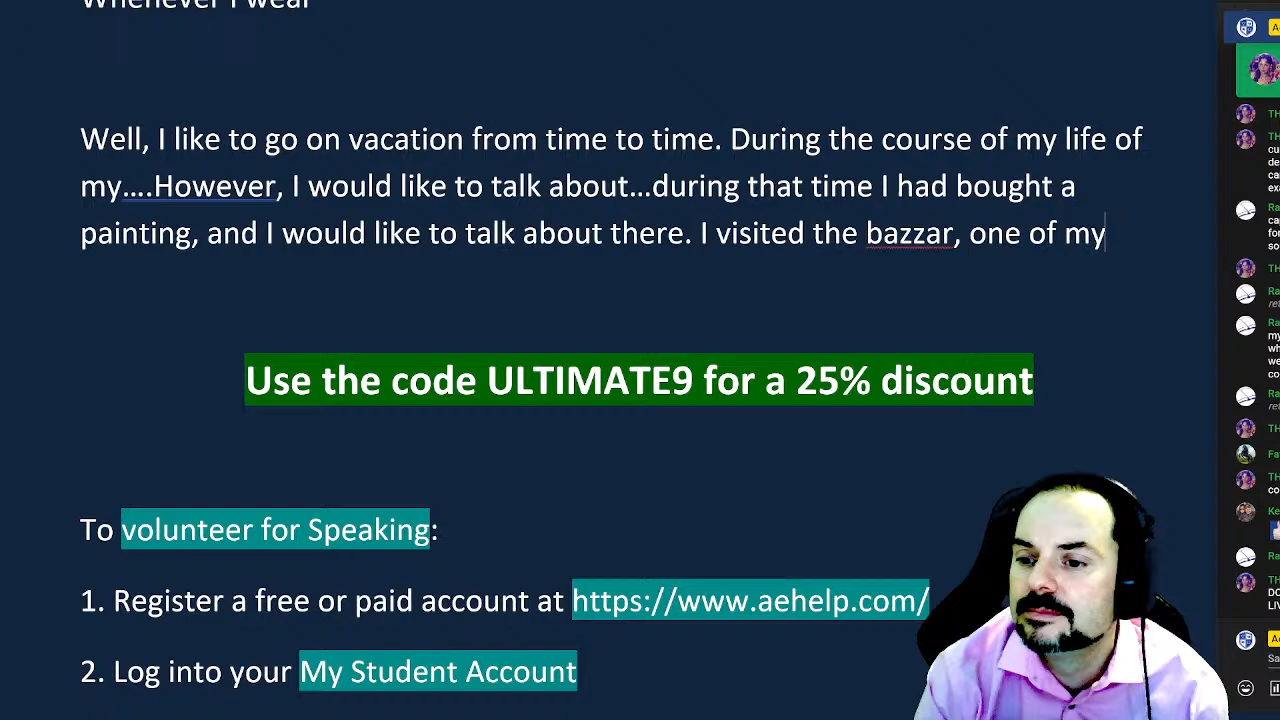 Whenever I wear
Well, I like to go on vacation from time to time. During the course of my life of
my....However, I would like to talk about...during that time I had bought a
painting, and I would like to talk about there. I visited the bazzar, one of my
Use the code ULTIMATE9 for a 25% discount
To volunteer for Speaking:
1. Register a free or paid account at https://www.aehelp.com/
2. Log into your My Student Account